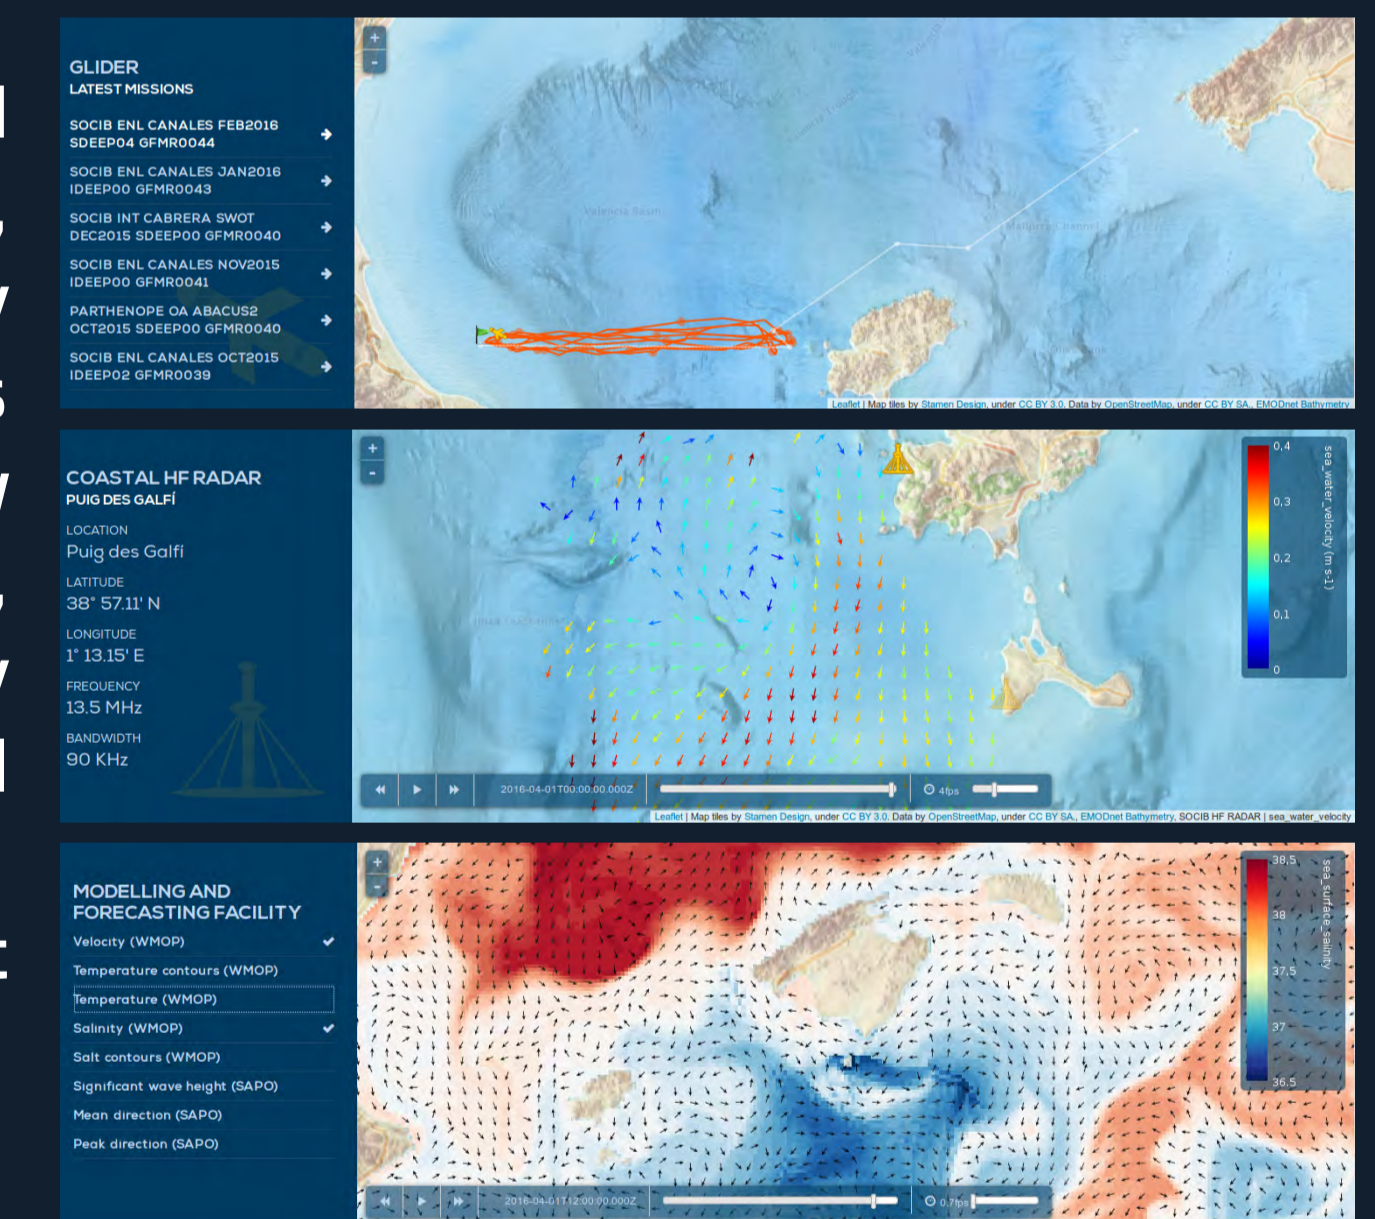 GLIDER
LATEST MISSIONS
SOCIB ENL CANALES FEB2016
SDEEP04 GFMR0044
SOCIB ENL CANALES JAN2016
IDEEP00 GFMR0043
SOCIB INT CABRERA SWOT
DEC2015 SDEEP00 GFMR0040
SOCIB ENL CANALES NOV2015
IDEEP00 GFMR0041
PARTHENOPE OA ABACUS2
OCT2015 SDEEP00 GFMR0040
SOCIB ENL CANALES OCT2015
IDEEP02 GFMR0039
+
-
Valencia Basin
Mallorca Channel
Leaflet | Map tiles by Stamen Design, under CC BY 3.0. Data by OpenStreetMap, under CC BY SA., EMODnet Bathymetry
COASTAL HF RADAR
PUIG DES GALFÍ
LOCATION
Puig des Galfí
LATITUDE
38° 57.11' N
LONGITUDE
1° 13.15' E
FREQUENCY
13.5 MHz
BANDWIDTH
90 KHz
+
-
0,4
0,3
0,2
0,1
0
sea_water_velocity (m s-1)
2016-04-01T00:00:00.000Z
4fps
Leaflet | Map tiles by Stamen Design, under CC BY 3.0. Data by OpenStreetMap, under CC BY SA., EMODnet Bathymetry, SOCIB HF RADAR | sea_water_velocity
MODELLING AND
FORECASTING FACILITY
Velocity (WMOP)
Temperature contours (WMOP)
Temperature (WMOP)
Salinity (WMOP)
Salt contours (WMOP)
Significant wave height (SAPO)
Mean direction (SAPO)
Peak direction (SAPO)
+
-
38,5
38
37,5
37
36,5
sea_surface_salinity
2016-04-01T12:00:00.000Z
0.7fps